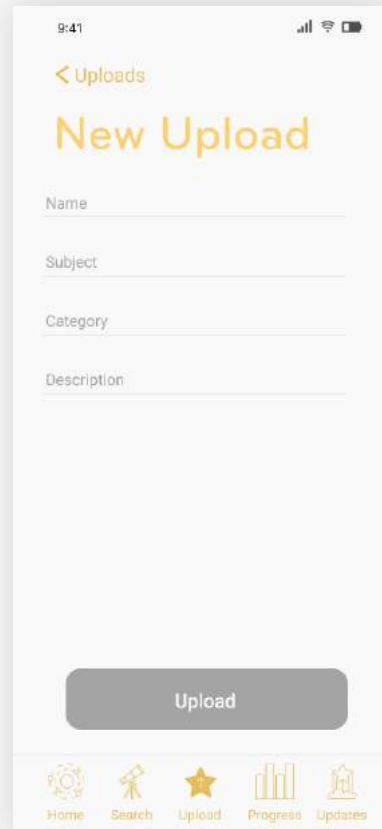 9:41
Uploads
New Upload
Name
Subject
Category
Description
Upload
Home Search Upload Progress Updates